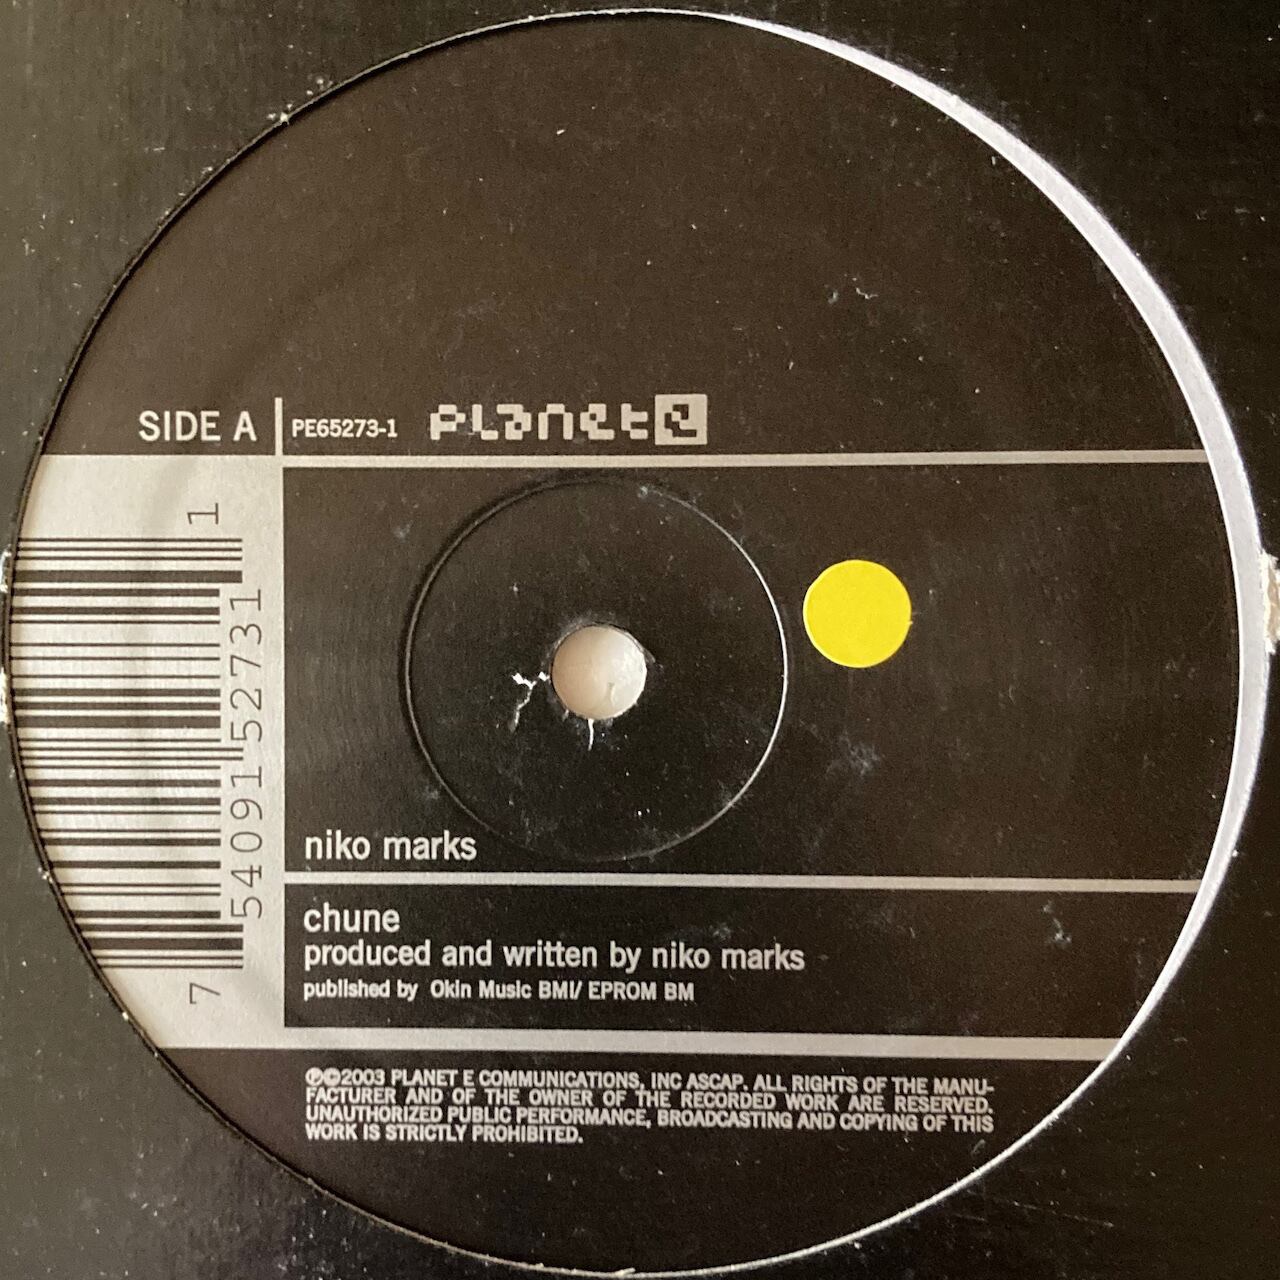 SIDE A
PE65273-1
planet e
7 54091 52731 1
niko marks
chune
produced and written by niko marks
published by Okin Music BMI/ EPROM BM
℗©2003 PLANET E COMMUNICATIONS, INC ASCAP. ALL RIGHTS OF THE MANU-
FACTURER AND OF THE OWNER OF THE RECORDED WORK ARE RESERVED.
UNAUTHORIZED PUBLIC PERFORMANCE, BROADCASTING AND COPYING OF THIS
WORK IS STRICTLY PROHIBITED.